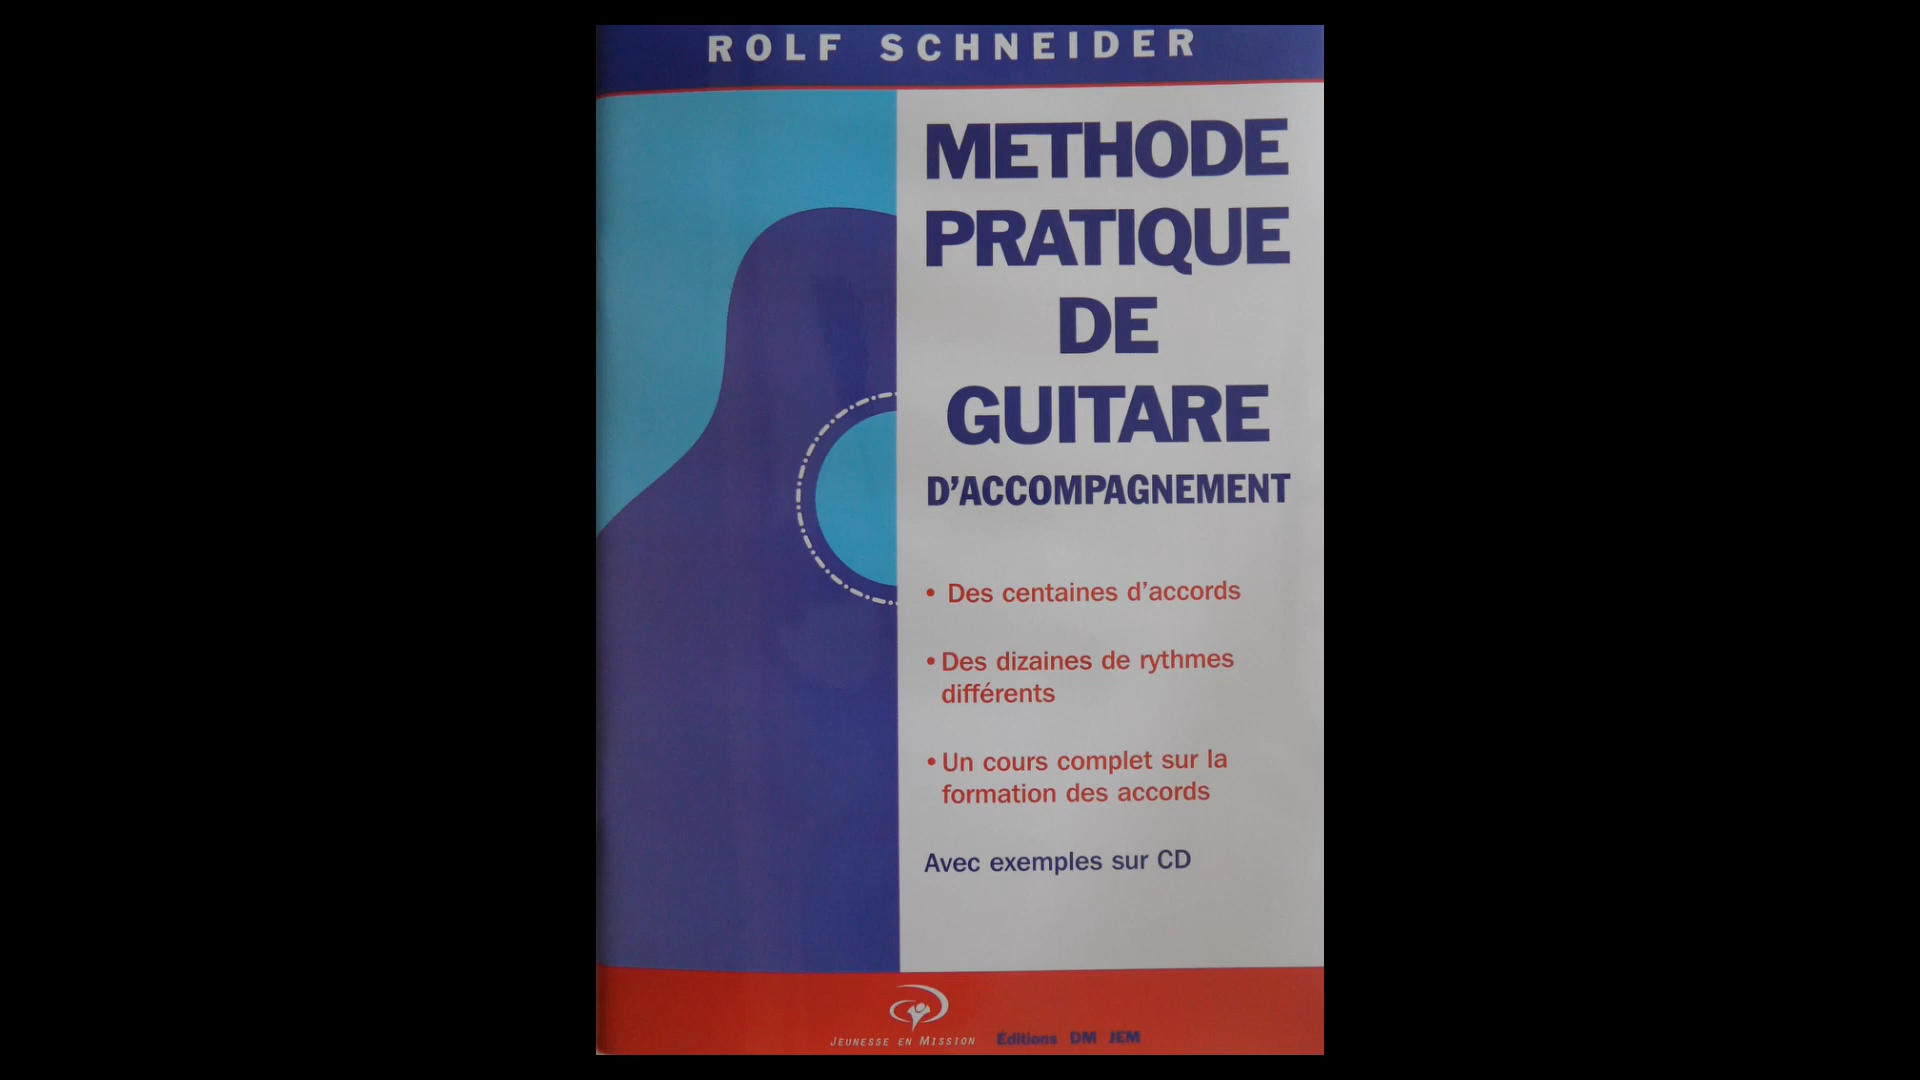 ROLF SCHNEIDER
METHODE
PRATIQUE
DE
GUITARE
D'ACCOMPAGNEMENT
• Des centaines d'accords
• Des dizaines de rythmes
différents
• Un cours complet sur la
formation des accords
Avec exemples sur CD
JEUNESSE EN MISSION Éditions DM JEM